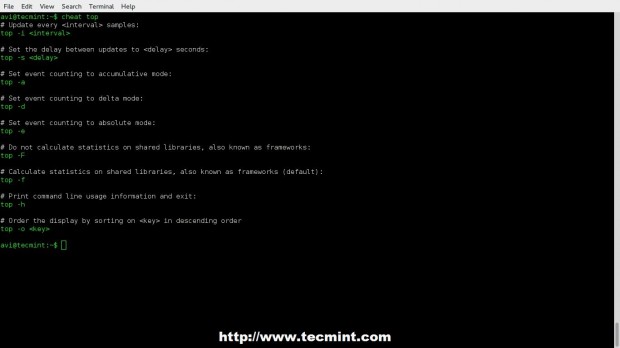 File Edit View Search Terminal Help
avi@tecmint:~$ cheat top
# Update every <interval> samples:
top -i <interval>
# Set the delay between updates to <delay> seconds:
top -s <delay>
# Set event counting to accumulative mode:
top -a
# Set event counting to delta mode:
top -d
# Set event counting to absolute mode:
top -e
# Do not calculate statistics on shared libraries, also known as frameworks:
top -F
# Calculate statistics on shared libraries, also known as frameworks (default):
top -f
# Print command line usage information and exit:
top -h
# Order the display by sorting on <key> in descending order
top -o <key>
avi@tecmint:~$
http://www.tecmint.com